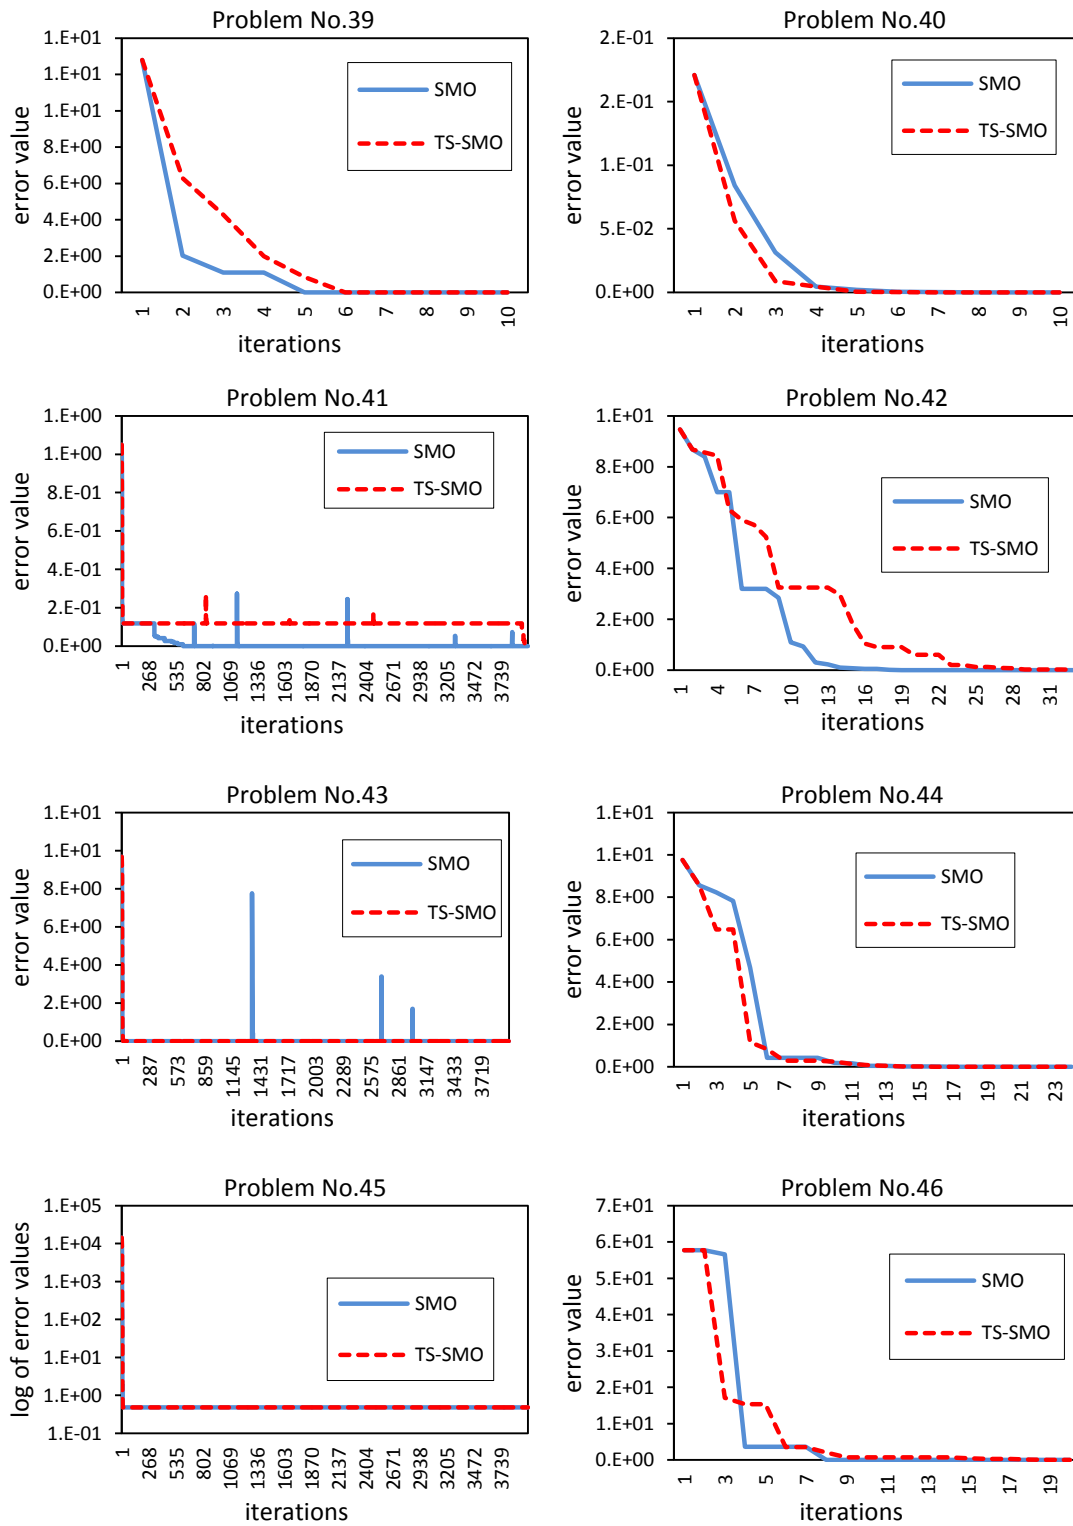 Problem No.39
1.E+01
1.E+01
8.E+00
6.E+00
4.E+00
2.E+00
0.E+00
error value
SMO
TS-SMO
1 2 3 4 5 6 7 8 9 10
iterations
Problem No.40
2.E-01
2.E-01
1.E-01
5.E-02
0.E+00
error value
SMO
TS-SMO
1 2 3 4 5 6 7 8 9 10
iterations
Problem No.41
1.E+00
1.E+00
8.E-01
6.E-01
4.E-01
2.E-01
0.E+00
error value
SMO
TS-SMO
1 268 535 802 1069 1336 1603 1870 2137 2404 2671 2938 3205 3472 3739
iterations
Problem No.42
1.E+01
8.E+00
6.E+00
4.E+00
2.E+00
0.E+00
error value
SMO
TS-SMO
1 4 7 10 13 16 19 22 25 28 31
iterations
Problem No.43
1.E+01
1.E+01
8.E+00
6.E+00
4.E+00
2.E+00
0.E+00
error value
SMO
TS-SMO
1 287 573 859 1145 1431 1717 2003 2289 2575 2861 3147 3433 3719
iterations
Problem No.44
1.E+01
1.E+01
8.E+00
6.E+00
4.E+00
2.E+00
0.E+00
error value
SMO
TS-SMO
1 3 5 7 9 11 13 15 17 19 21 23
iterations
Problem No.45
1.E+05
1.E+04
1.E+03
1.E+02
1.E+01
1.E+00
1.E-01
log of error values
SMO
TS-SMO
1 268 535 802 1069 1336 1603 1870 2137 2404 2671 2938 3205 3472 3739
iterations
Problem No.46
7.E+01
6.E+01
5.E+01
4.E+01
3.E+01
2.E+01
1.E+01
0.E+00
error value
SMO
TS-SMO
1 3 5 7 9 11 13 15 17 19
iterations